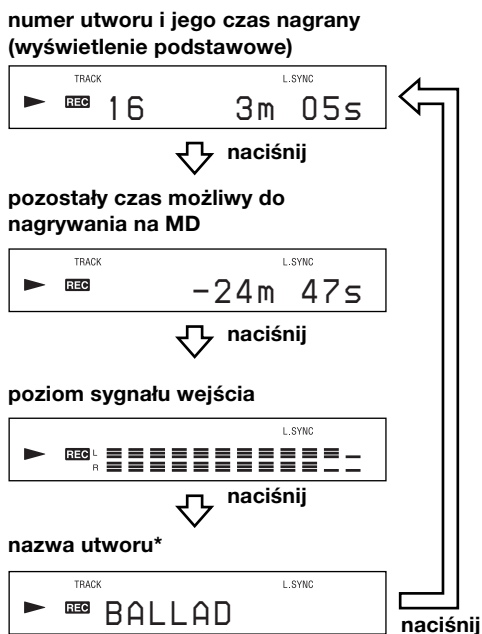 numer utworu i jego czas nagrany
(wyświetlenie podstawowe)
TRACK L.SYNC
REC 16 3m 05s
naciśnij
pozostały czas możliwy do
nagrywania na MD
TRACK L.SYNC
REC -24m 47s
naciśnij
poziom sygnału wejścia
L.SYNC
REC L
R
naciśnij
nazwa utworu*
TRACK L.SYNC
REC BALLAD
naciśnij